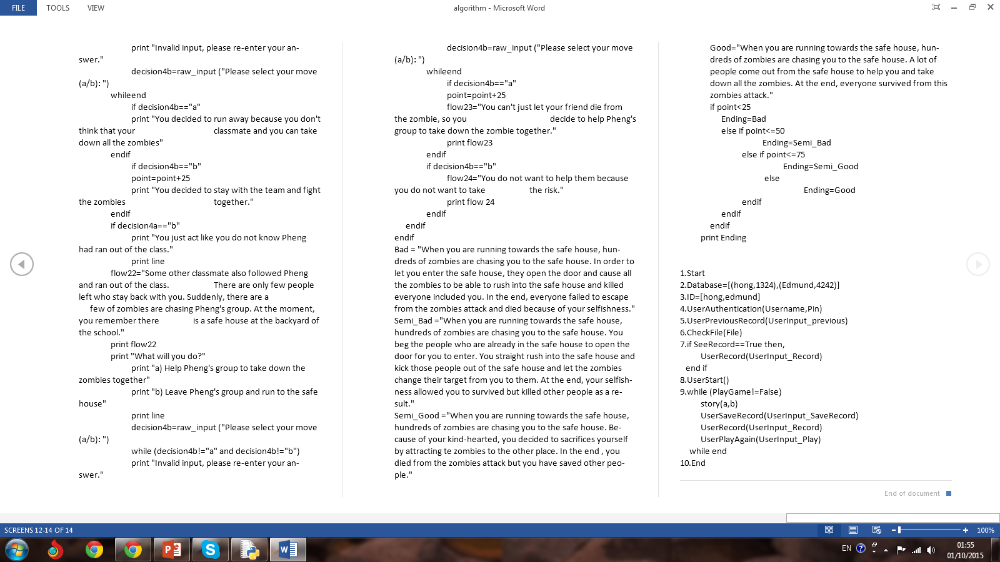 FILE TOOLS VIEW algorithm - Microsoft Word
print "Invalid input, please re-enter your an-
swer."
decision4b=raw_input ("Please select your move
(a/b): ")
whileend
if decision4b=="a"
print "You decided to run away because you don't
think that your classmate and you can take
down all the zombies"
endif
if decision4b=="b"
point=point+25
print "You decided to stay with the team and fight
the zombies together."
endif
if decision4a=="b"
print "You just act like you do not know Pheng
had ran out of the class."
print line
flow22="Some other classmate also followed Pheng
and ran out of the class. There are only few people
left who stay back with you. Suddenly, there are a
few of zombies are chasing Pheng's group. At the moment,
you remember there is a safe house at the backyard of
the school."
print flow22
print "What will you do?"
print "a) Help Pheng's group to take down the
zombies together"
print "b) Leave Pheng's group and run to the safe
house"
print line
decision4b=raw_input ("Please select your move
(a/b): ")
while (decision4b!="a" and decision4b!="b")
print "Invalid input, please re-enter your an-
swer."
decision4b=raw_input ("Please select your move
(a/b): ")
whileend
if decision4b=="a"
point=point+25
flow23="You can't just let your friend die from
the zombie, so you decide to help Pheng's
group to take down the zombie together."
print flow23
endif
if decision4b=="b"
flow24="You do not want to help them because
you do not want to take the risk."
print flow 24
endif
endif
endif
Bad = "When you are running towards the safe house, hun-
dreds of zombies are chasing you to the safe house. In order to
let you enter the safe house, they open the door and cause all
the zombies to be able to rush into the safe house and killed
everyone included you. In the end, everyone failed to escape
from the zombies attack and died because of your selfishness."
Semi_Bad ="When you are running towards the safe house,
hundreds of zombies are chasing you to the safe house. You
beg the people who are already in the safe house to open the
door for you to enter. You straight rush into the safe house and
kick those people out of the safe house and let the zombies
change their target from you to them. At the end, your selfish-
ness allowed you to survived but killed other people as a re-
sult."
Semi_Good ="When you are running towards the safe house,
hundreds of zombies are chasing you to the safe house. Be-
cause of your kind-hearted, you decided to sacrifices yourself
by attracting te zombies to the other place. In the end , you
died from the zombies attack but you have saved other peo-
ple."
Good="When you are running towards the safe house, hun-
dreds of zombies are chasing you to the safe house. A lot of
people come out from the safe house to help you and take
down all the zombies. At the end, everyone survived from this
zombies attack."
if point<25
Ending=Bad
else if point<=50
Ending=Semi_Bad
else if point<=75
Ending=Semi_Good
else
Ending=Good
endif
endif
endif
print Ending
1.Start
2.Database=[(hong,1324),(Edmund,4242)]
3.ID=[hong,edmund]
4.UserAuthentication(Username,Pin)
5.UserPreviousRecord(UserInput_previous)
6.CheckFile(File)
7.if SeeRecord==True then,
UserRecord(UserInput_Record)
end if
8.UserStart()
9.while (PlayGame!=False)
story(a,b)
UserSaveRecord(UserInput_SaveRecord)
UserRecord(UserInput_Record)
UserPlayAgain(UserInput_Play)
while end
10.End
End of document
SCREENS 12-14 OF 14 100%
EN 01:55
01/10/2015